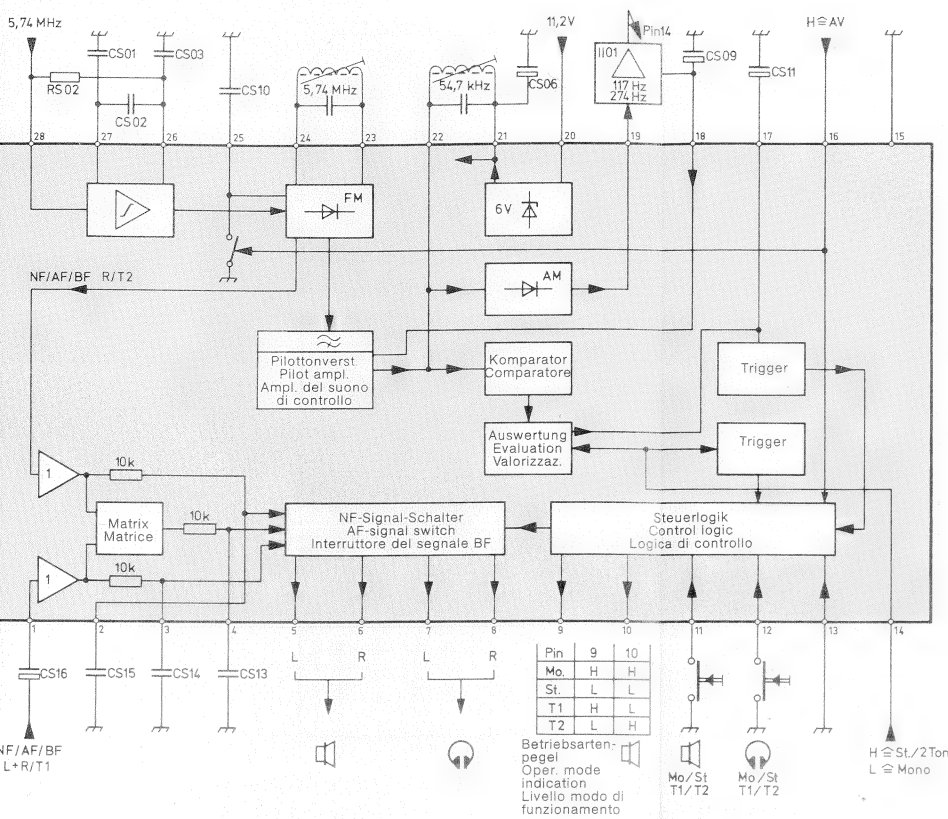 5,74 MHz
11,2V
H≙AV
Pin14
CS01
CS03
II01
CS09
RS02
5,74 MHz
54,7 kHz
CS06
117 Hz
274 Hz
CS11
CS10
CS02
28
27
26
25
24
23
22
21
20
19
18
17
16
15
FM
6V
NF/AF/BF R/T2
AM
Pilottonverst.
Pilot ampl.
Ampl. del suono
di controllo
Komparator
Comparatore
Trigger
Auswertung
Evaluation
Valorizzaz.
Trigger
1
10k
Matrix
Matrice
10k
NF-Signal-Schalter
AF-signal switch
Interruttore del segnale BF
Steuerlogik
Control logic
Logica di controllo
1
10k
1
2
3
4
5
6
7
8
9
10
11
12
13
14
CS16
CS15
CS14
CS13
L
R
L
R
Pin 9 10
Mo. H H
St. L L
T1 H L
T2 L H
NF/AF/BF
L+R/T1
Betriebsarten-
pegel
Oper. mode
indication
Livello modo di
funzionamento
Mo/St
T1/T2
Mo/St
T1/T2
H≙St./2Ton
L≙Mono